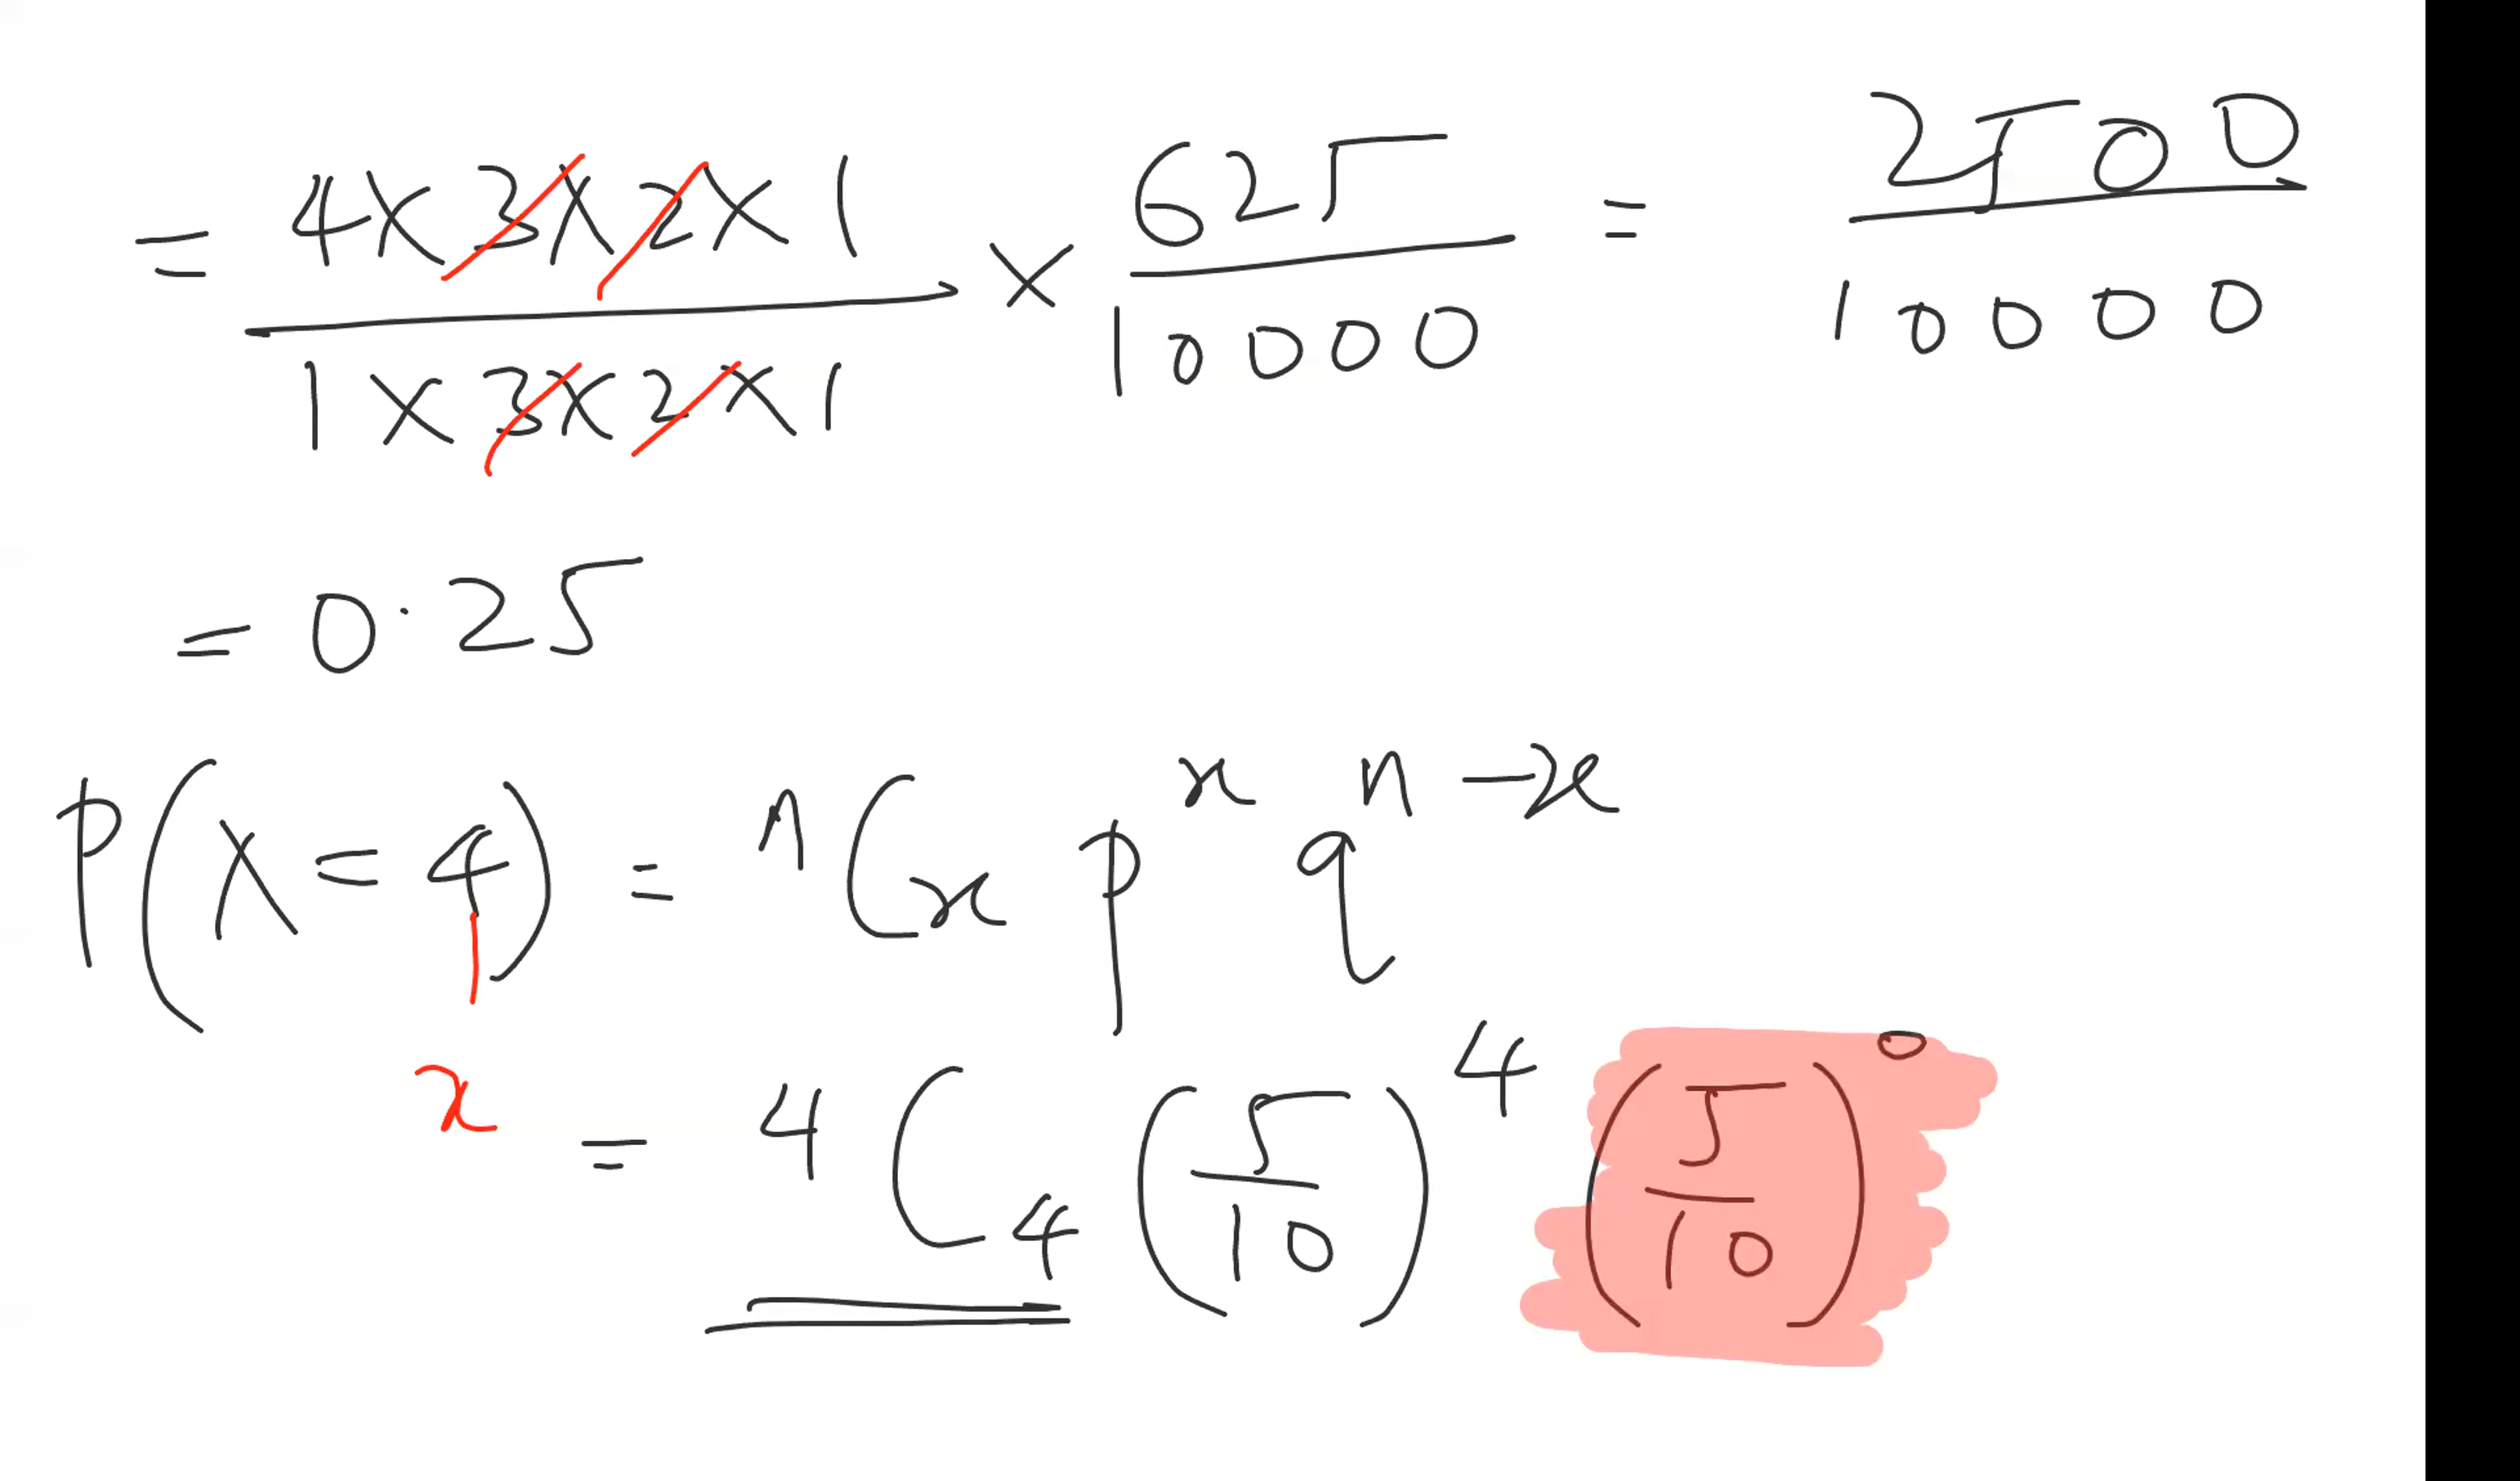 = (4 × 3 × 2 × 1)/(1 × 3 × 2 × 1) × 625/10000 = 2500/10000
= 0.25
P(X = 4) = ⁿCₓ pˣ qⁿ⁻ˣ
x
= ⁴C₄ (5/10)⁴ (5/10)⁰